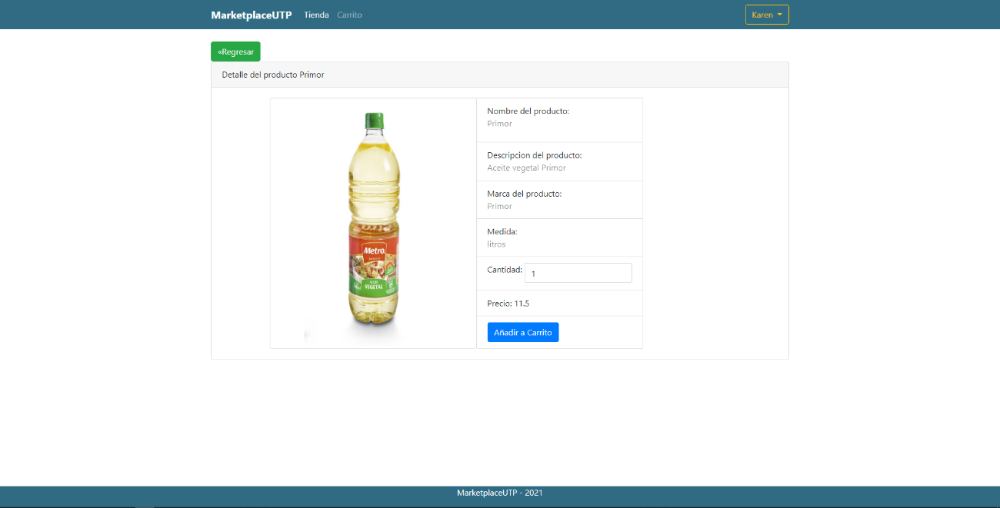 MarketplaceUTP Tienda Carrito Karen
«Regresar
Detalle del producto Primor
Nombre del producto:
Primor
Descripcion del producto:
Aceite vegetal Primor
Marca del producto:
Primor
Medida:
litros
Cantidad: 1
Precio: 11.5
Añadir a Carrito
Metro
ACEITE
VEGETAL
MarketplaceUTP - 2021